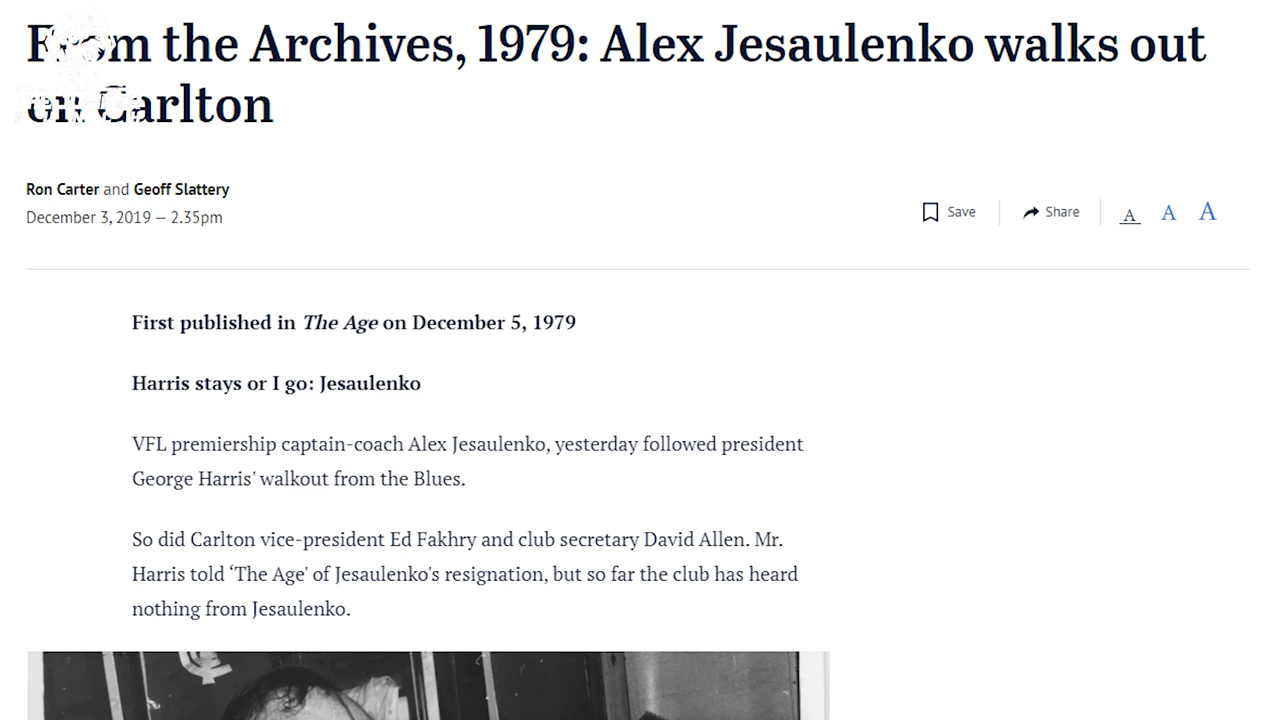 From the Archives, 1979: Alex Jesaulenko walks out
on Carlton
Ron Carter and Geoff Slattery
December 3, 2019 — 2.35pm
Save
Share
A A A
First published in The Age on December 5, 1979
Harris stays or I go: Jesaulenko
VFL premiership captain-coach Alex Jesaulenko, yesterday followed president
George Harris' walkout from the Blues.
So did Carlton vice-president Ed Fakhry and club secretary David Allen. Mr.
Harris told ‘The Age' of Jesaulenko's resignation, but so far the club has heard
nothing from Jesaulenko.